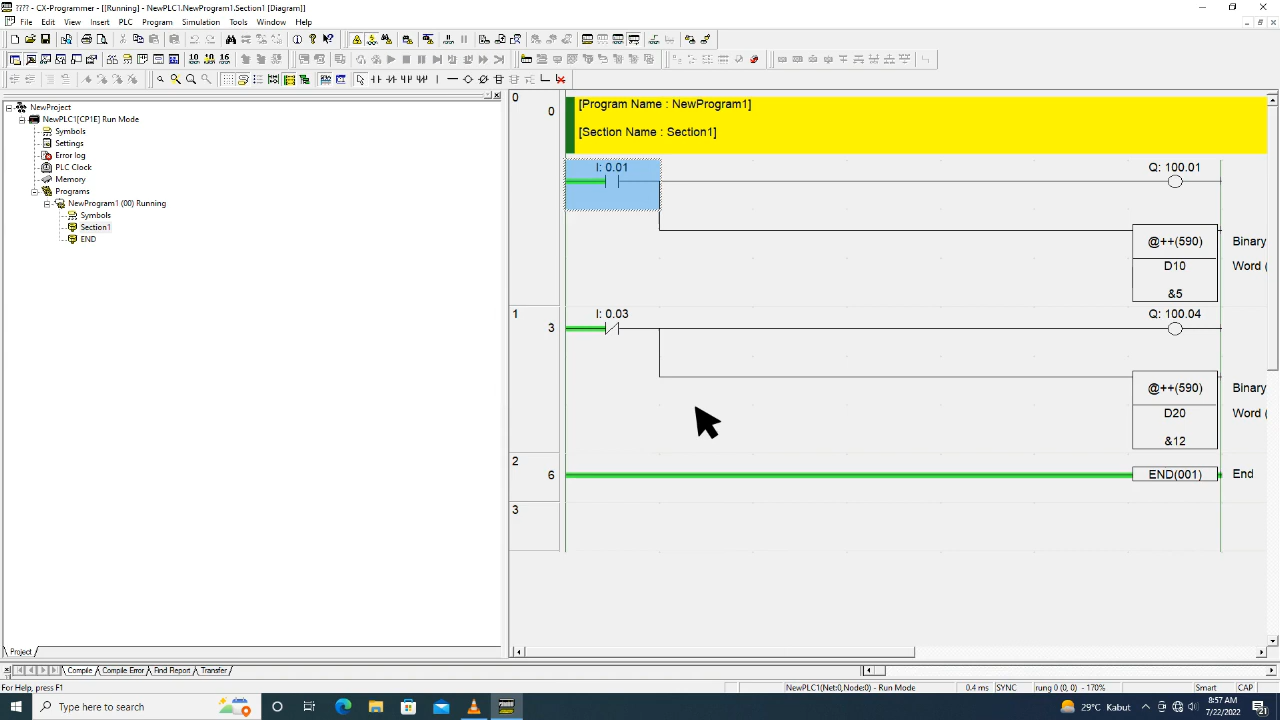 ???? - CX-Programmer - [[Running] - NewPLC1.NewProgram1.Section1 [Diagram]]
File Edit View Insert PLC Program Simulation Tools Window Help
NewProject
NewPLC1[CP1E] Run Mode
Symbols
Settings
Error log
PLC Clock
Memory
Programs
NewProgram1 (00) Running
Symbols
Section1
END
Project
0
0
[Program Name : NewProgram1]
[Section Name : Section1]
I: 0.01
Q: 100.01
@++(590)
Binary
D10
Word (
&5
1
3
I: 0.03
Q: 100.04
@++(590)
Binary
D20
Word (
&12
2
6
END(001)
End
3
Compile Compile Error Find Report Transfer
For Help, press F1
NewPLC1(Net:0,Node:0) - Run Mode
0.4 ms
SYNC
rung 0 (0, 0) - 170%
Smart
CAP
Type here to search
29°C Kabut
8:57 AM
7/22/2022